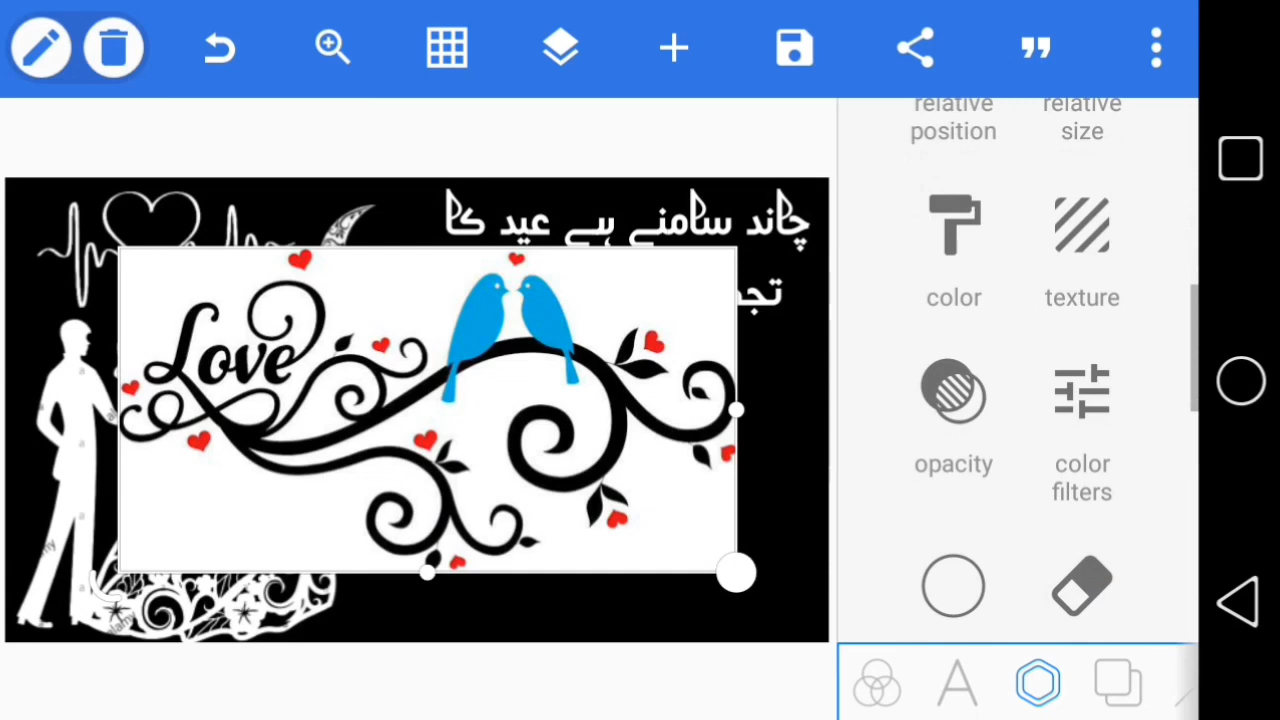 relative position
relative size
چاند سامنے ہے عید کا
Love
color
texture
opacity
color filters